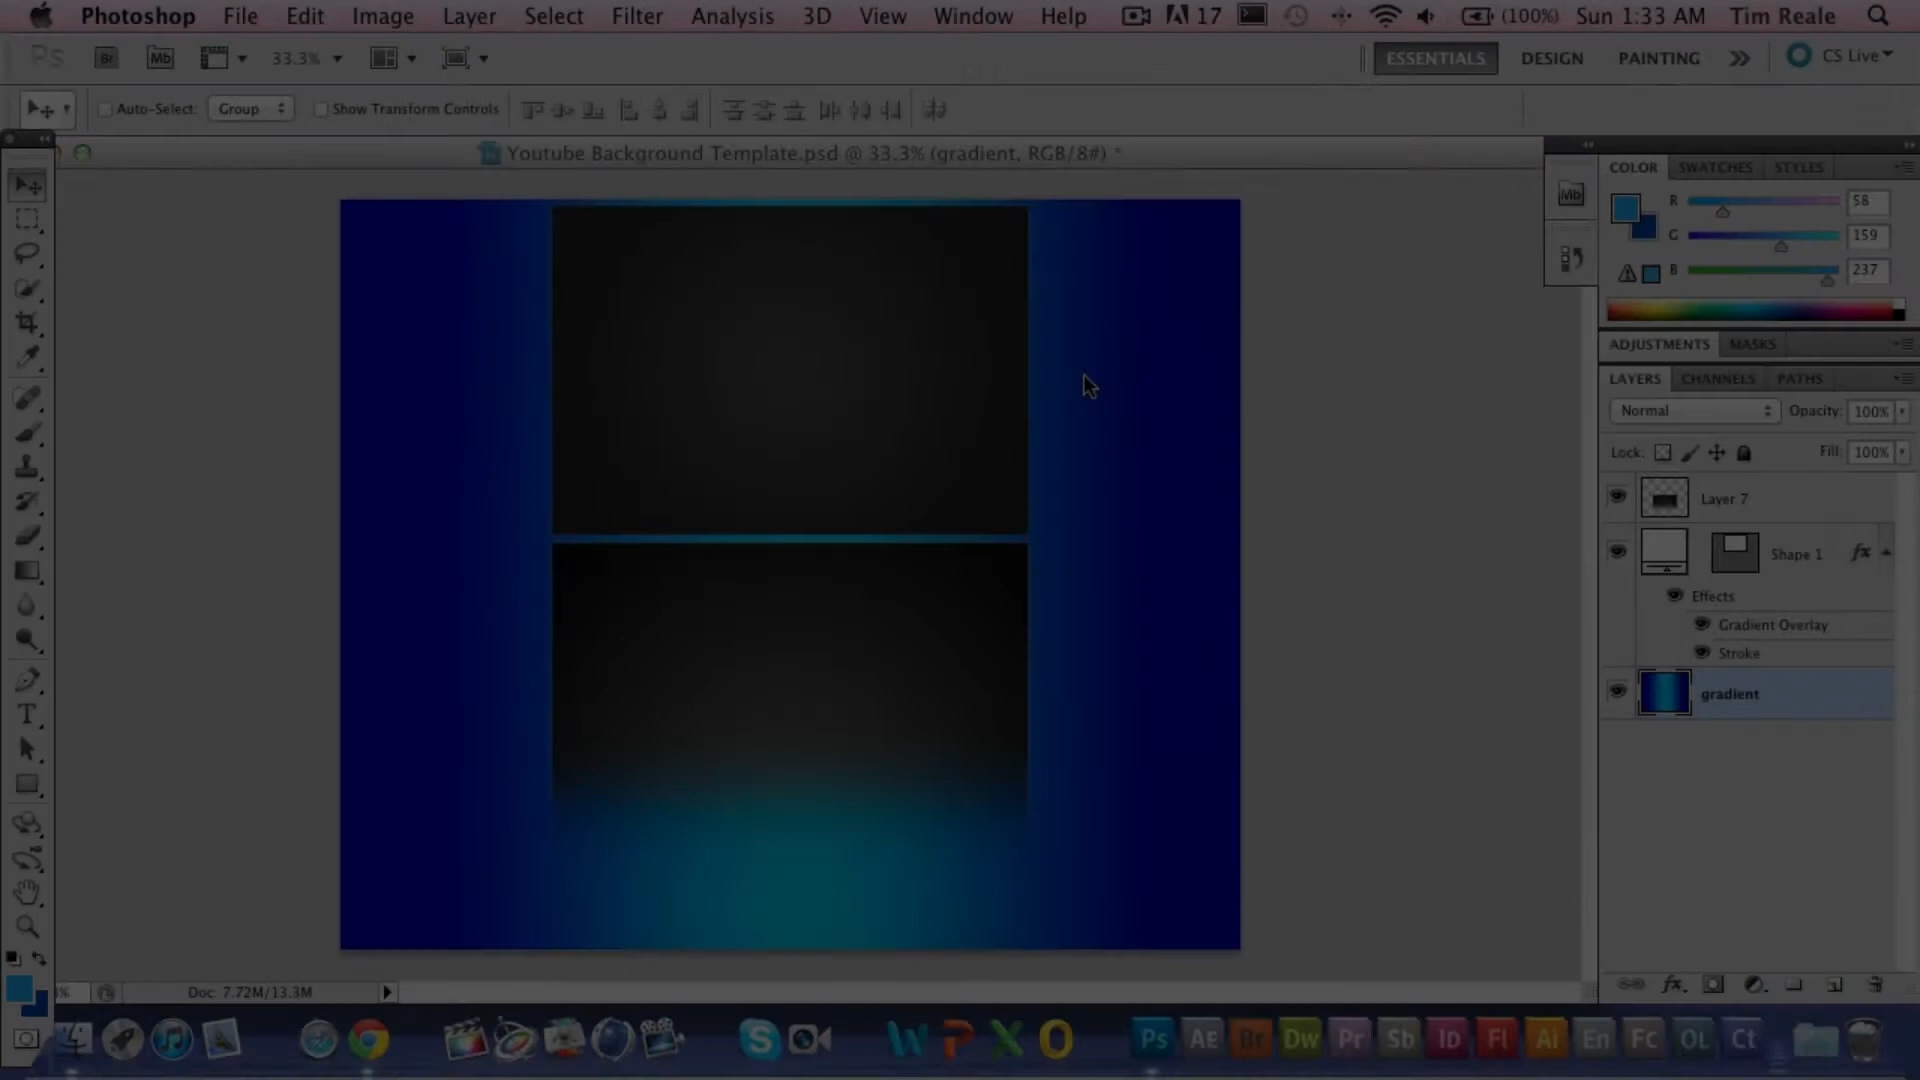 Photoshop File Edit Image Layer Select Filter Analysis 3D View Window Help 17 (100%) Sun 1:33 AM Tim Reale
Ps Br Mb 33.3% ESSENTIALS DESIGN PAINTING CS Live
Auto-Select: Group Show Transform Controls
Youtube Background Template.psd @ 33.3% (gradient, RGB/8#) *
Mb
COLOR SWATCHES STYLES
R 58
G 159
B 237
ADJUSTMENTS MASKS
LAYERS CHANNELS PATHS
Normal Opacity: 100%
Lock: Fill: 100%
Layer 7
Shape 1 fx
Effects
Gradient Overlay
Stroke
gradient
T
% Doc: 7.72M/13.3M
fx
W P X O Ps AE Br Dw Pr Sb Id Fl Ai En Fc OL Ct